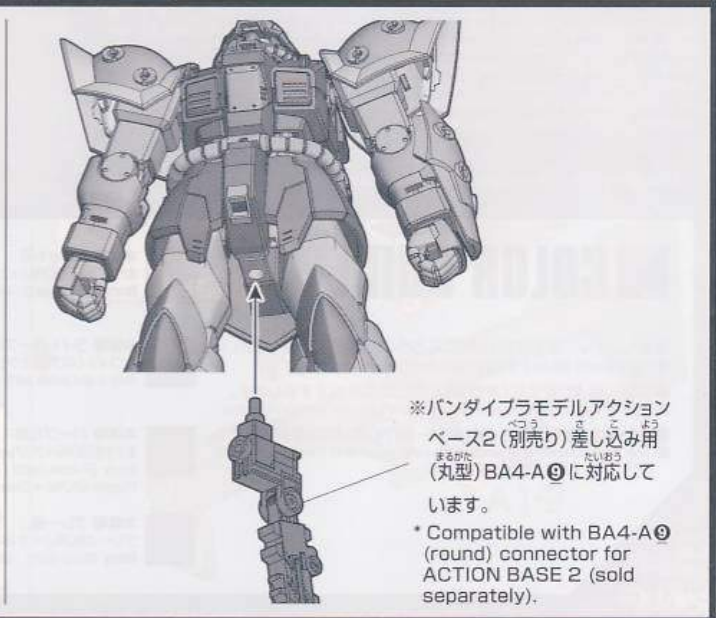 ※バンダイプラモデルアクション
ベース2(別売り)差し込み用
(丸型)BA4-A❾に対応して
います。
* Compatible with BA4-A❾
(round) connector for
ACTION BASE 2 (sold
separately).